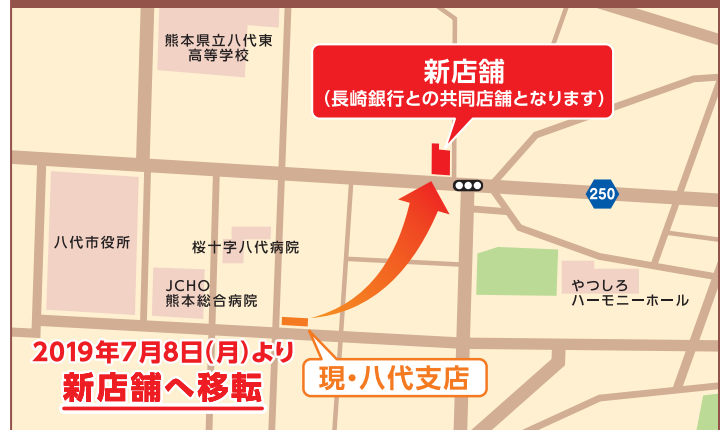 熊本県立八代東
高等学校
新店舗
(長崎銀行との共同店舗となります)
250
八代市役所
桜十字八代病院
JCHO
熊本総合病院
やつしろ
ハーモニーホール
2019年7月8日(月)より
新店舗へ移転
現・八代支店